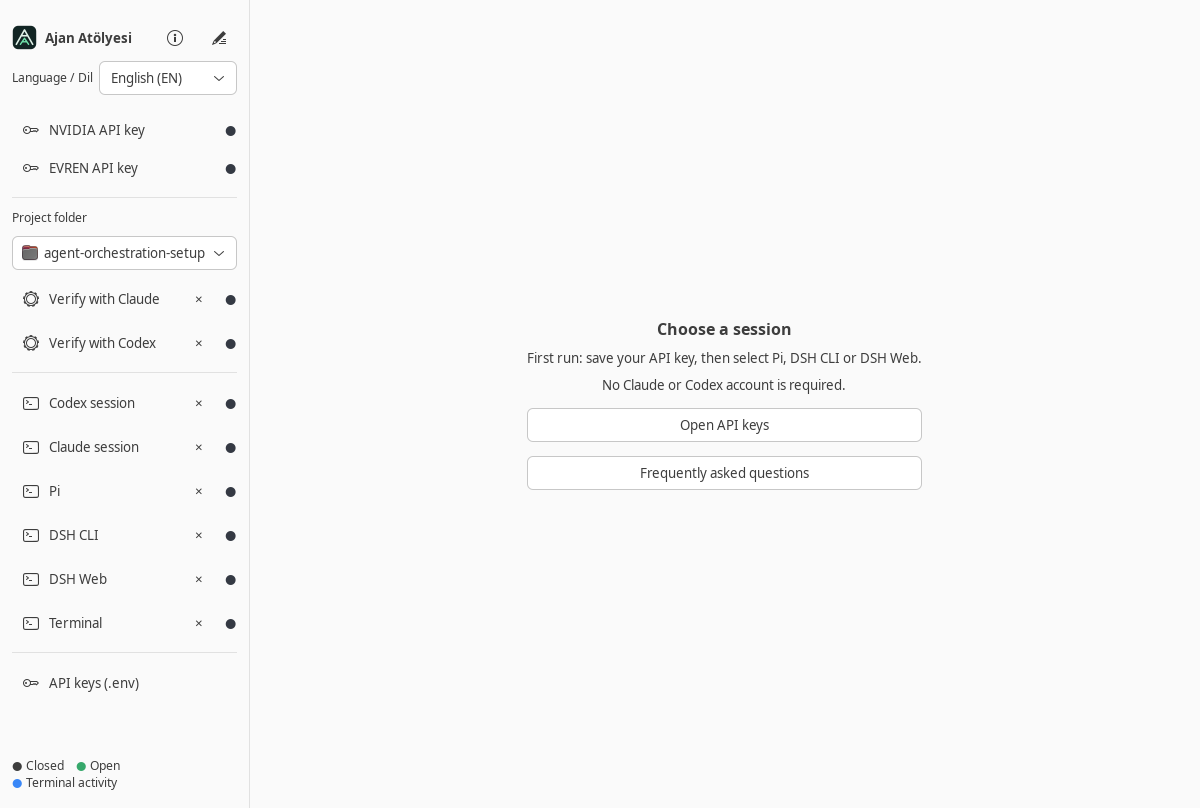 Ajan Atölyesi
Language / Dil
English (EN)
NVIDIA API key
EVREN API key
Project folder
agent-orchestration-setup
Verify with Claude ×
Verify with Codex ×
Codex session ×
Claude session ×
Pi ×
DSH CLI ×
DSH Web ×
Terminal ×
API keys (.env)
Closed Open
Terminal activity
Choose a session
First run: save your API key, then select Pi, DSH CLI or DSH Web.
No Claude or Codex account is required.
Open API keys
Frequently asked questions